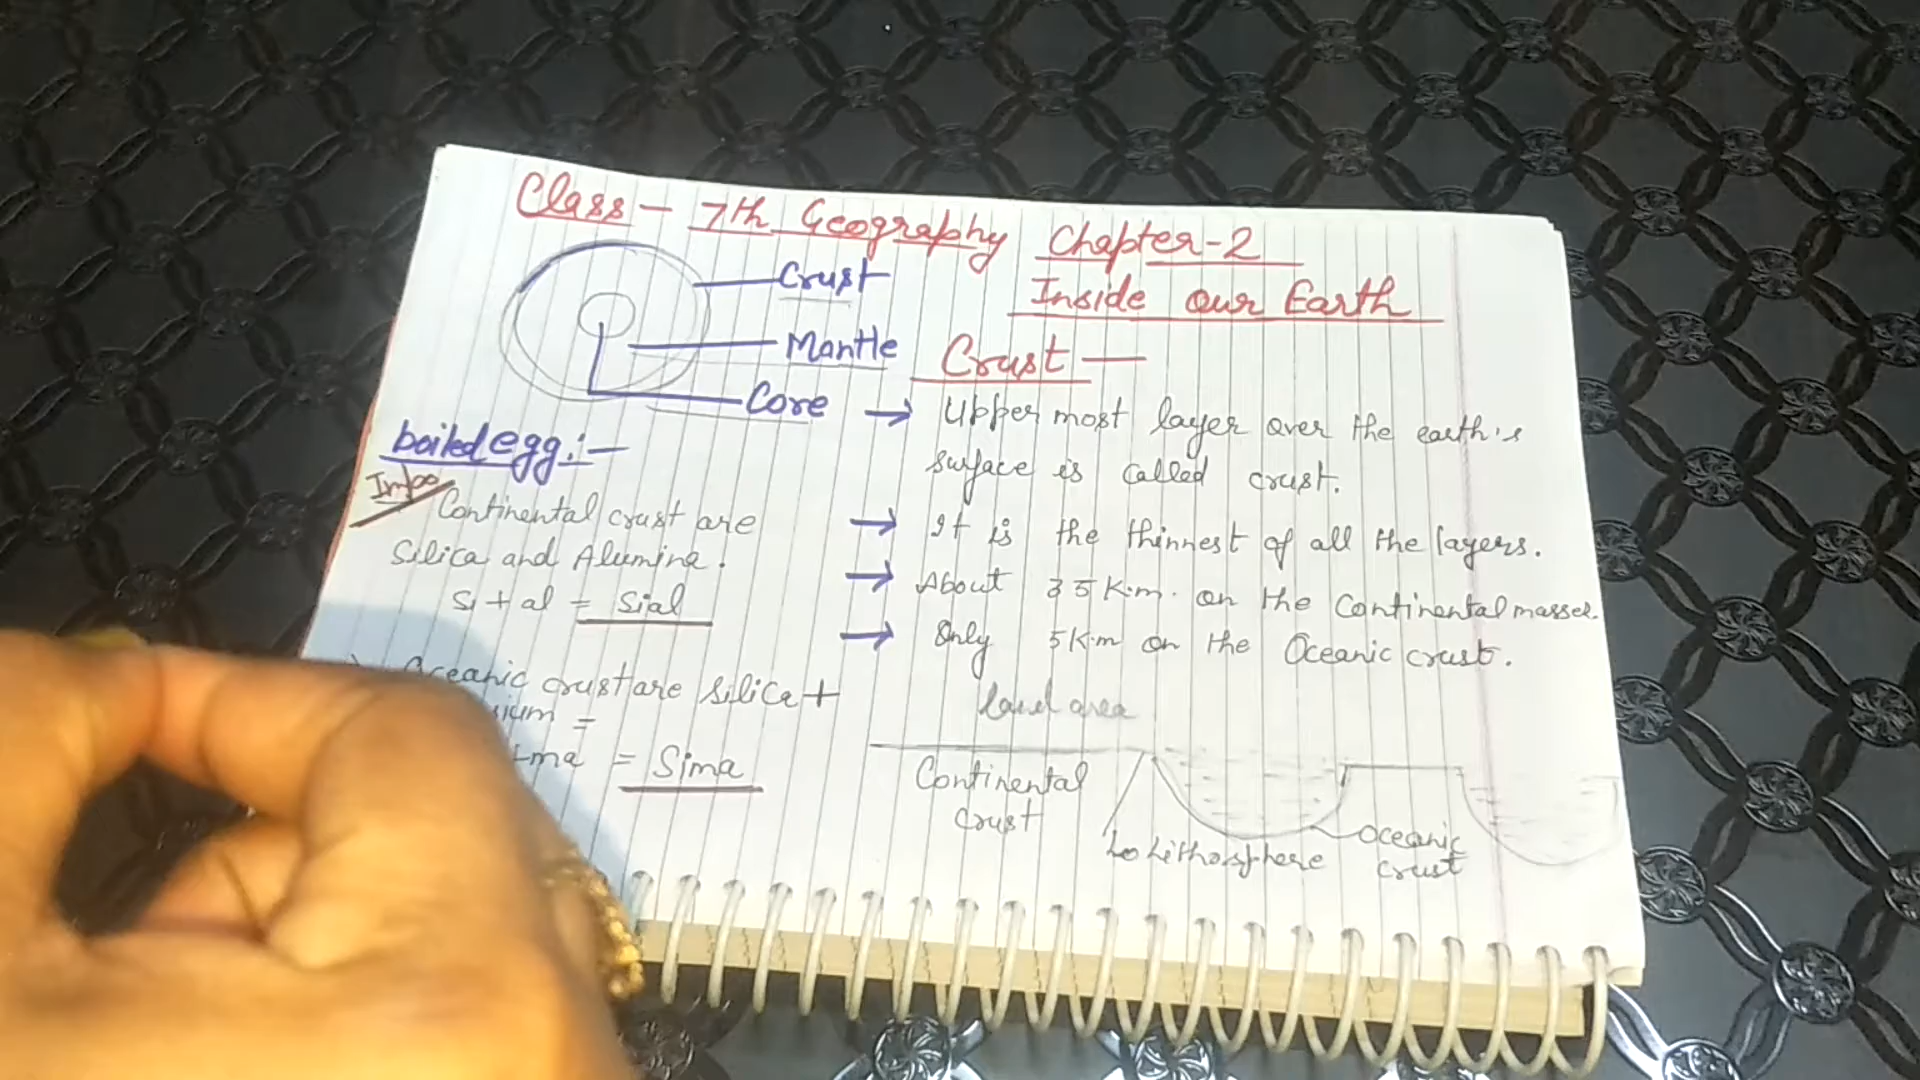 Class - 7th Geography Chapter-2
Inside our Earth
Crust
Mantle
Core
boiled egg :-
Impo
Continental crust are
Silica and Alumina.
Si + al = Sial
Oceanic crust are silica +
= Sima
Crust —
→ Upper most layer over the earth's
surface is called crust.
→ It is the thinnest of all the layers.
→ About 35 K.m. on the Continental masses.
→ Only 5 K.m on the Oceanic crust.
land area
Continental
crust
Lithosphere
Oceanic
crust